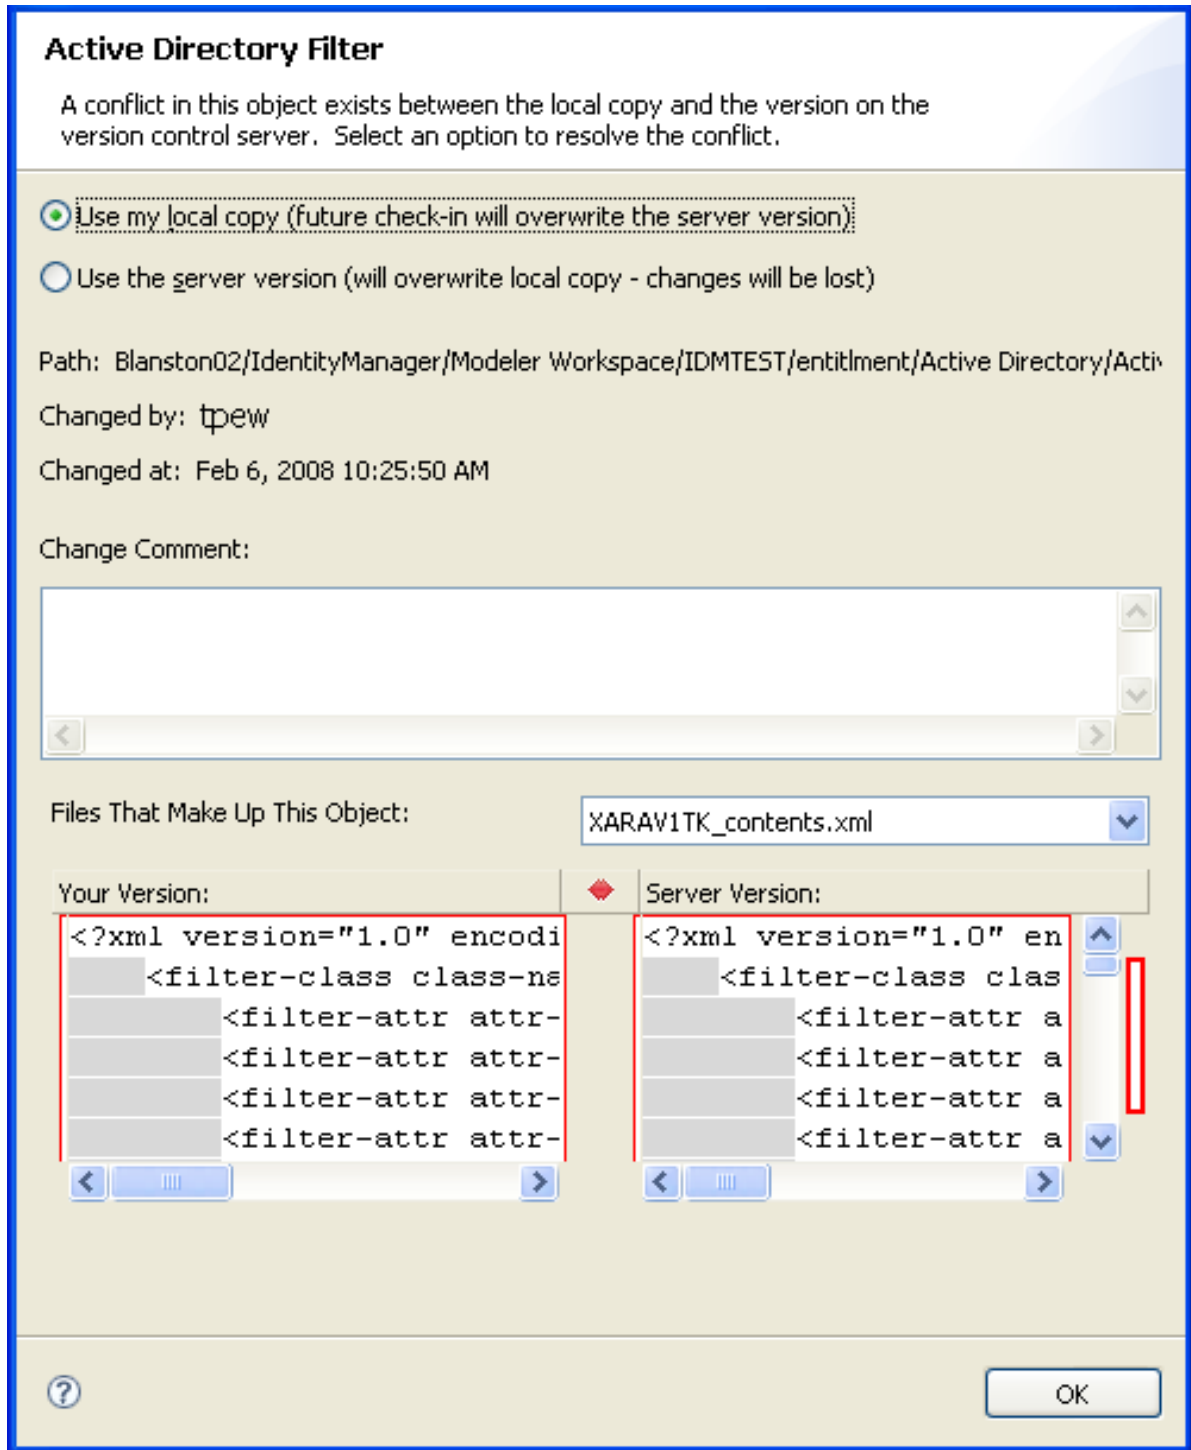 Active Directory Filter
A conflict in this object exists between the local copy and the version on the
version control server.  Select an option to resolve the conflict.
Use my local copy (future check-in will overwrite the server version)
Use the server version (will overwrite local copy - changes will be lost)
Path:  Blanston02/IdentityManager/Modeler Workspace/IDMTEST/entitlment/Active Directory/Activ
Changed by:  tpew
Changed at:  Feb 6, 2008 10:25:50 AM
Change Comment:
Files That Make Up This Object:
XARAV1TK_contents.xml
Your Version:
Server Version:
<?xml version="1.0" encodi
<filter-class class-na
<filter-attr attr-
<filter-attr attr-
<filter-attr attr-
<filter-attr attr-
<?xml version="1.0" en
<filter-class clas
<filter-attr a
<filter-attr a
<filter-attr a
<filter-attr a
?
OK